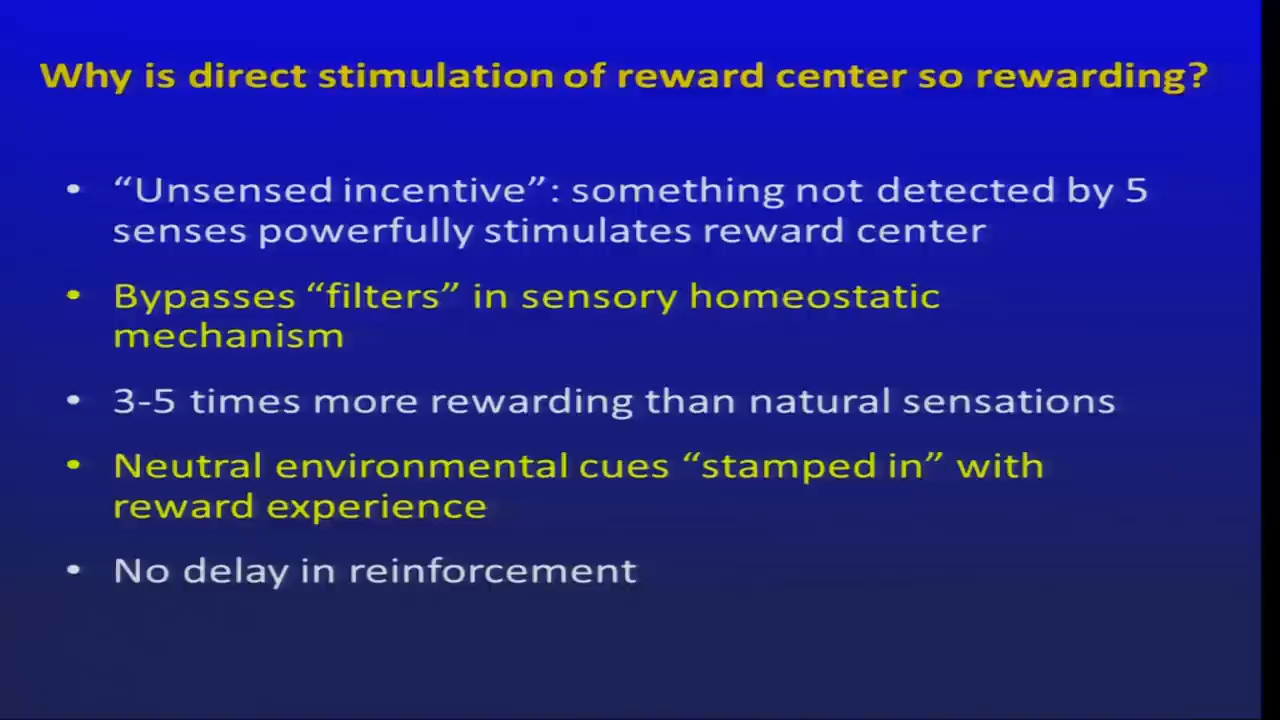 Why is direct stimulation of reward center so rewarding?
• “Unsensed incentive”: something not detected by 5
senses powerfully stimulates reward center
• Bypasses “filters” in sensory homeostatic
mechanism
• 3-5 times more rewarding than natural sensations
• Neutral environmental cues “stamped in” with
reward experience
• No delay in reinforcement